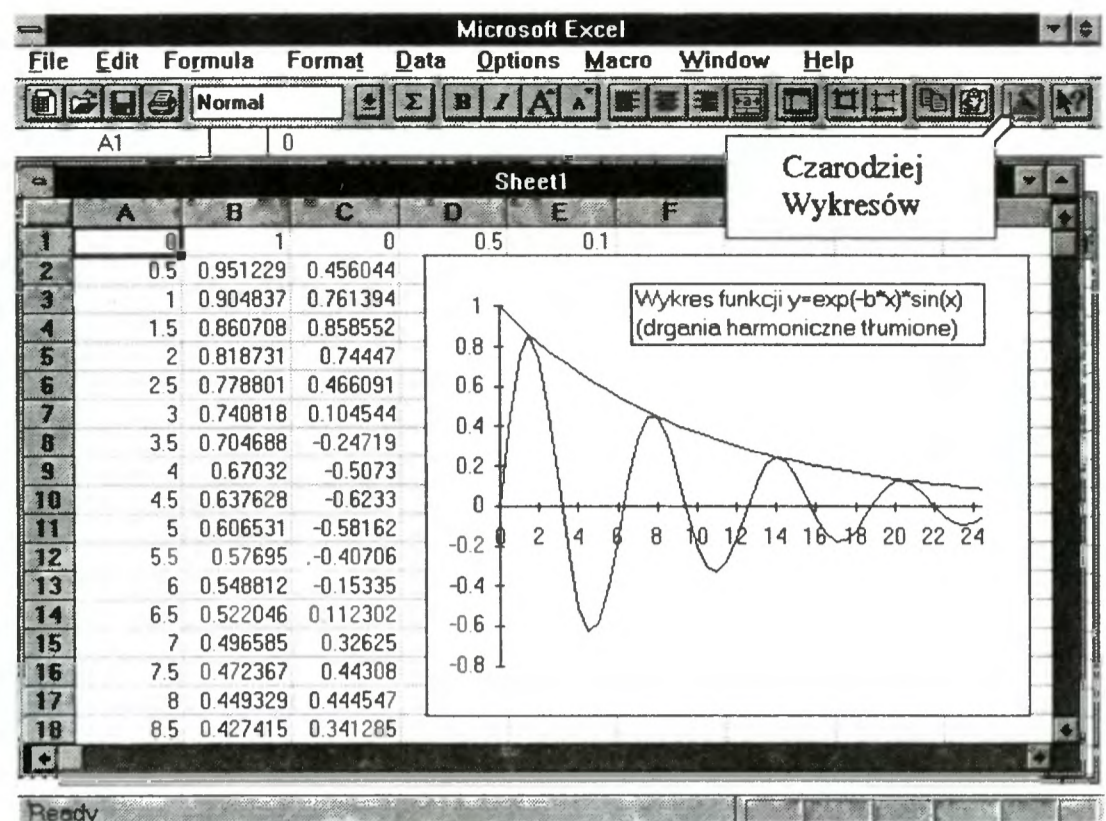 Microsoft Excel
File Edit Formula Format Data Options Macro Window Help
Normal Σ B I A A a ?
A1 0
Czarodziej
Wykresów
Sheet1
A B C D E F
1 0 1 0 0.5 0.1
2 0.5 0.951229 0.456044
3 1 0.904837 0.761394
4 1.5 0.860708 0.858552
5 2 0.818731 0.74447
6 2.5 0.778801 0.466091
7 3 0.740818 0.104544
8 3.5 0.704688 -0.24719
9 4 0.67032 -0.5073
10 4.5 0.637628 -0.6233
11 5 0.606531 -0.58162
12 5.5 0.57695 -0.40706
13 6 0.548812 -0.15335
14 6.5 0.522046 0.112302
15 7 0.496585 0.32625
16 7.5 0.472367 0.44308
17 8 0.449329 0.444547
18 8.5 0.427415 0.341285
Wykres funkcji y=exp(-b*x)*sin(x)
(drgania harmoniczne tłumione)
1
0.8
0.6
0.4
0.2
0
-0.2
-0.4
-0.6
-0.8
0 2 4 6 8 10 12 14 16 18 20 22 24
Ready